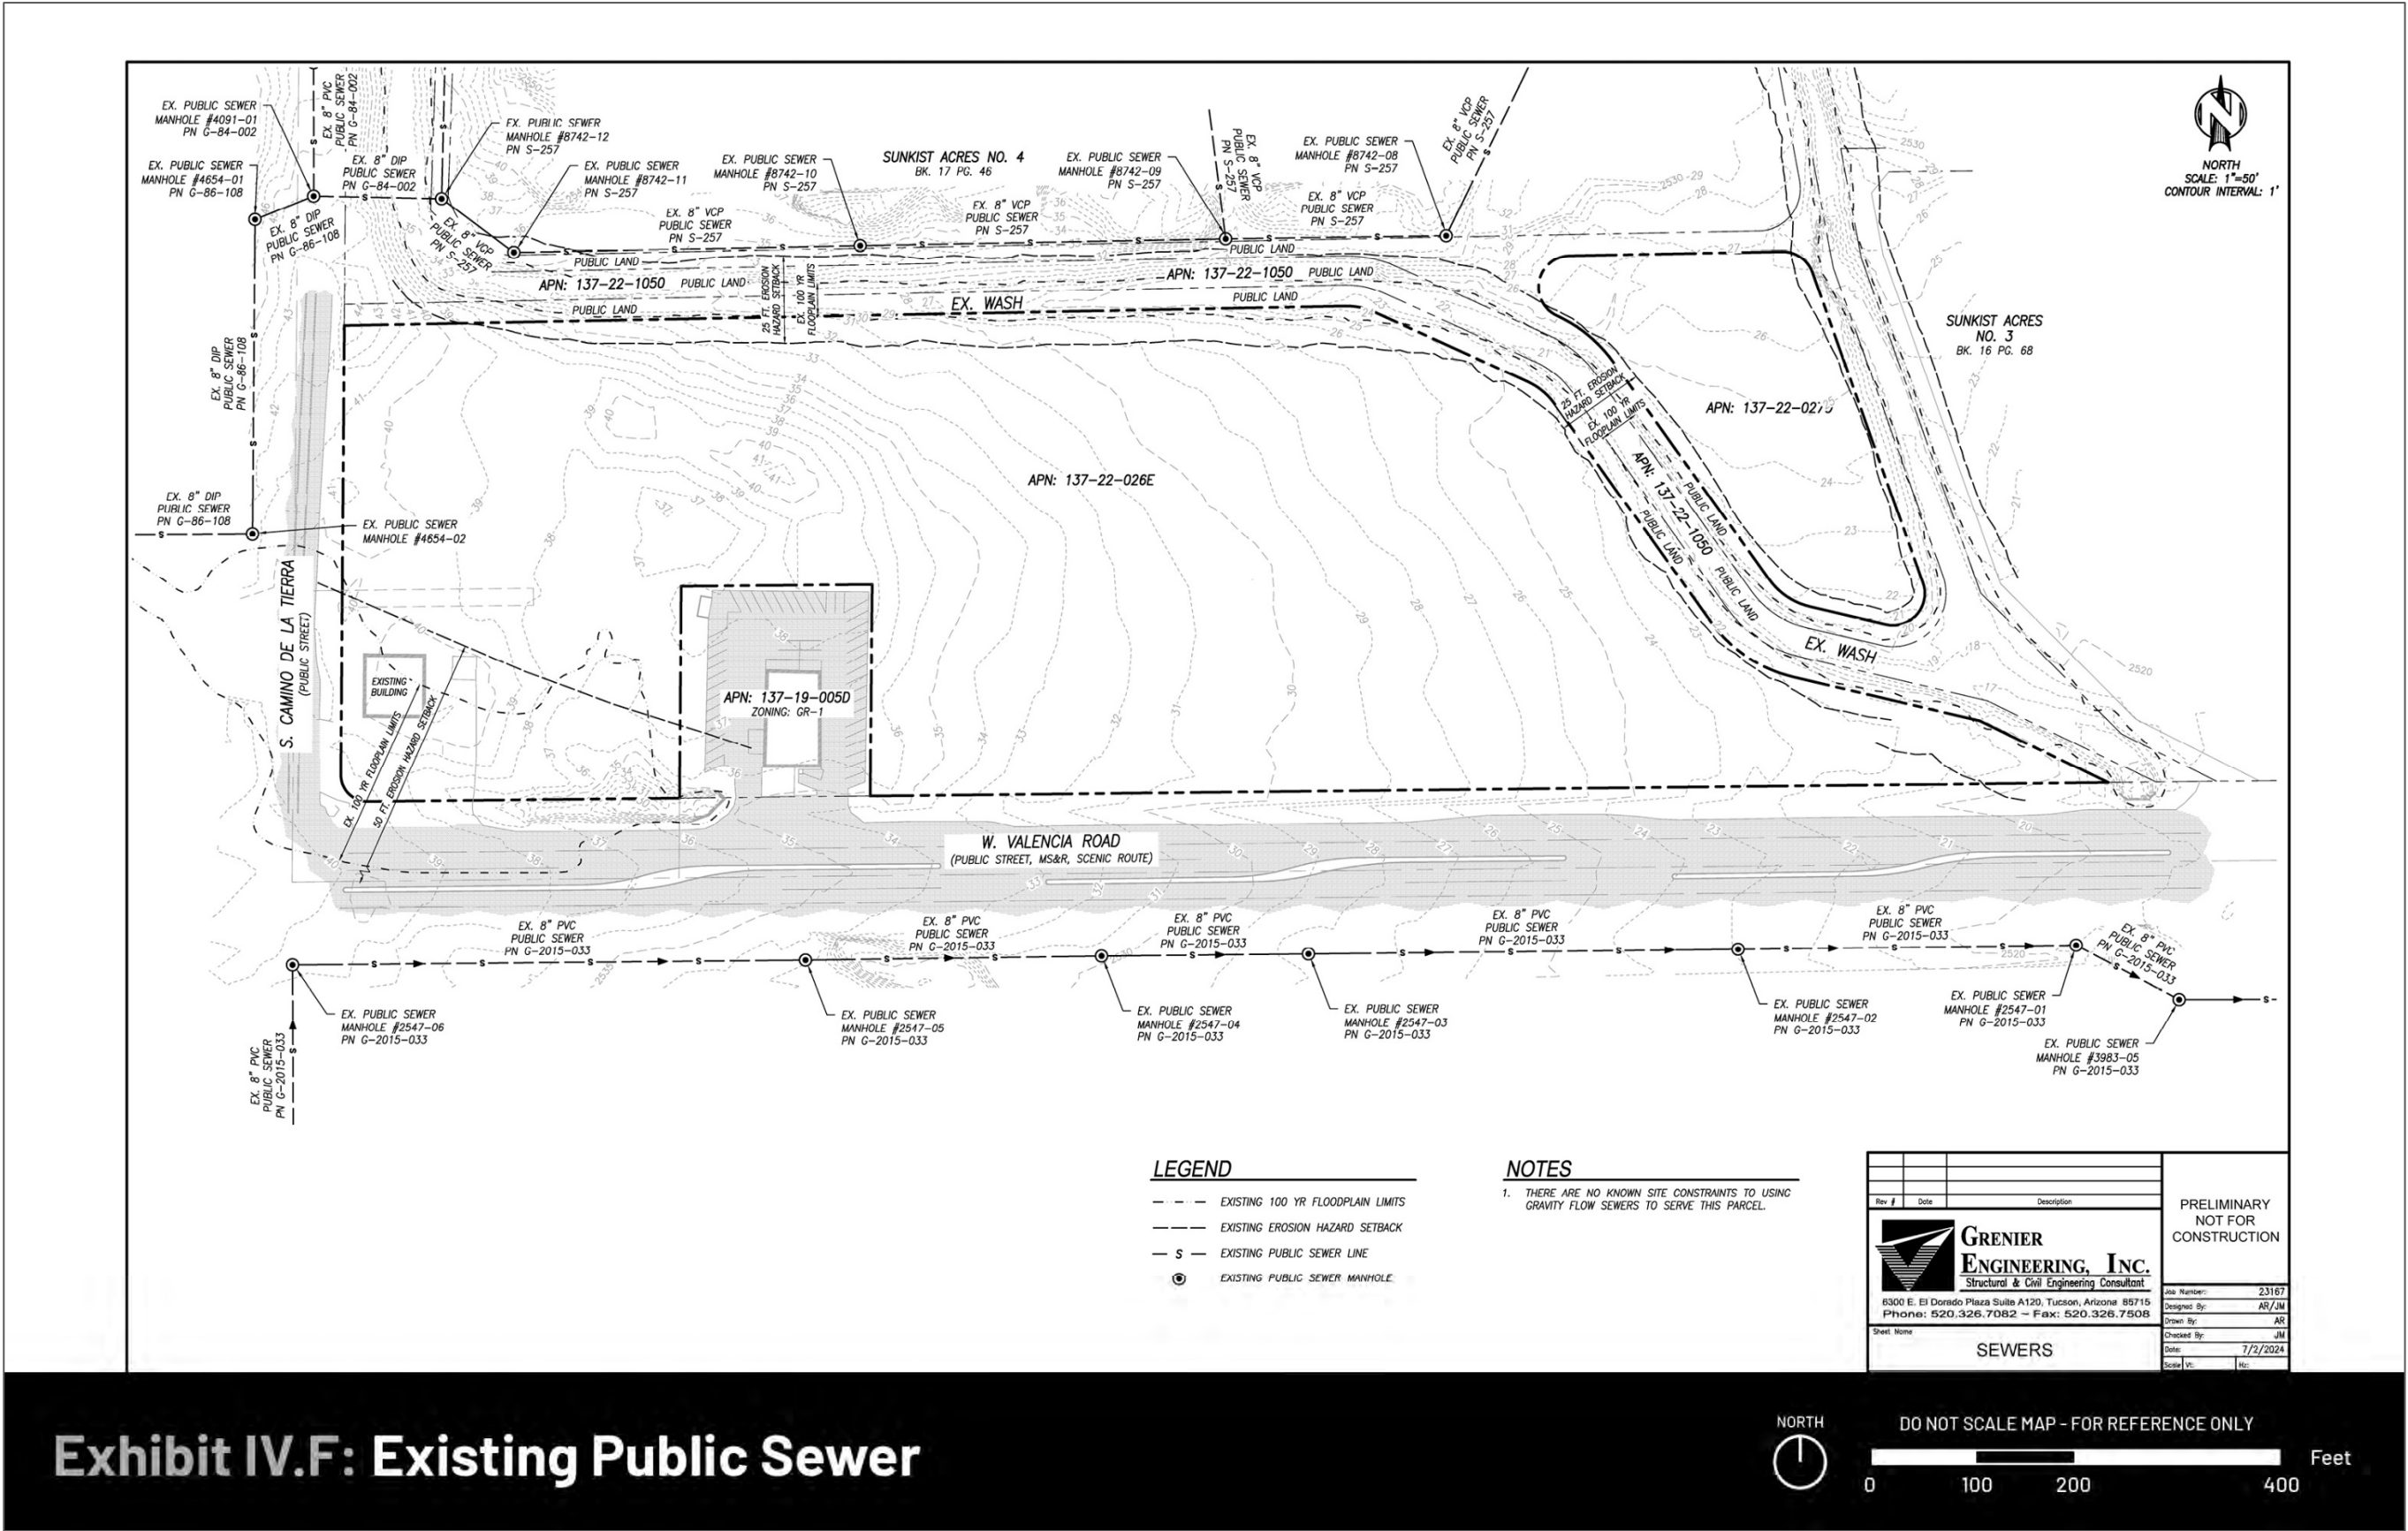 EX. PUBLIC SEWER
MANHOLE #4091-01
PN G-84-002
EX. 8" PVC
PUBLIC SEWER
PN G-84-002
EX. PUBLIC SEWER
MANHOLE #8742-12
PN S-257
EX. PUBLIC SEWER
MANHOLE #4654-01
PN G-86-108
EX. 8" DIP
PUBLIC SEWER
PN G-84-002
EX. PUBLIC SEWER
MANHOLE #8742-11
PN S-257
EX. PUBLIC SEWER
MANHOLE #8742-10
PN S-257
SUNKIST ACRES NO. 4
BK. 17 PG. 46
EX. PUBLIC SEWER
MANHOLE #8742-09
PN S-257
EX. 8" VCP
PUBLIC SEWER
PN S-257
EX. PUBLIC SEWER
MANHOLE #8742-08
PN S-257
EX. 8" VCP
PUBLIC SEWER
PN S-257
NORTH
SCALE: 1"=50'
CONTOUR INTERVAL: 1'
EX. 8" DIP
PUBLIC SEWER
PN G-86-108
EX. 8" VCP
PUBLIC SEWER
PN S-257
EX. 8" VCP
PUBLIC SEWER
PN S-257
EX. 8" VCP
PUBLIC SEWER
PN S-257
EX. 8" VCP
PUBLIC SEWER
PN S-257
PUBLIC LAND
APN: 137-22-1050 PUBLIC LAND
PUBLIC LAND
25 FT. EROSION
HAZARD SETBACK
EX. 100 YR
FLOOPLAIN LIMITS
EX. WASH
PUBLIC LAND
APN: 137-22-1050 PUBLIC LAND
PUBLIC LAND
SUNKIST ACRES
NO. 3
BK. 16 PG. 68
EX. 8" DIP
PUBLIC SEWER
PN G-86-108
25 FT. EROSION
HAZARD SETBACK
EX. 100 YR
FLOOPLAIN LIMITS
APN: 137-22-027
APN: 137-22-026E
APN: 137-22-1050
PUBLIC LAND
PUBLIC LAND
PUBLIC LAND
EX. WASH
EX. 8" DIP
PUBLIC SEWER
PN G-86-108
EX. PUBLIC SEWER
MANHOLE #4654-02
S. CAMINO DE LA TIERRA
(PUBLIC STREET)
EXISTING
BUILDING
EX. 100 YR FLOOPLAIN LIMITS
50 FT. EROSION HAZARD SETBACK
APN: 137-19-005D
ZONING: GR-1
W. VALENCIA ROAD
(PUBLIC STREET, MS&R, SCENIC ROUTE)
EX. 8" PVC
PUBLIC SEWER
PN G-2015-033
EX. 8" PVC
PUBLIC SEWER
PN G-2015-033
EX. 8" PVC
PUBLIC SEWER
PN G-2015-033
EX. 8" PVC
PUBLIC SEWER
PN G-2015-033
EX. 8" PVC
PUBLIC SEWER
PN G-2015-033
EX. 8" PVC
PUBLIC SEWER
PN G-2015-033
EX. PUBLIC SEWER
MANHOLE #2547-06
PN G-2015-033
EX. PUBLIC SEWER
MANHOLE #2547-05
PN G-2015-033
EX. PUBLIC SEWER
MANHOLE #2547-04
PN G-2015-033
EX. PUBLIC SEWER
MANHOLE #2547-03
PN G-2015-033
EX. PUBLIC SEWER
MANHOLE #2547-02
PN G-2015-033
EX. PUBLIC SEWER
MANHOLE #2547-01
PN G-2015-033
EX. PUBLIC SEWER
MANHOLE #3983-05
PN G-2015-033
EX. 8" PVC
PUBLIC SEWER
PN G-2015-033
LEGEND
EXISTING 100 YR FLOODPLAIN LIMITS
EXISTING EROSION HAZARD SETBACK
S EXISTING PUBLIC SEWER LINE
EXISTING PUBLIC SEWER MANHOLE
NOTES
1. THERE ARE NO KNOWN SITE CONSTRAINTS TO USING
GRAVITY FLOW SEWERS TO SERVE THIS PARCEL.
Rev # Date Description
PRELIMINARY
NOT FOR
CONSTRUCTION
GRENIER
ENGINEERING, INC.
Structural & Civil Engineering Consultant
6300 E. El Dorado Plaza Suite A120, Tucson, Arizona 85715
Phone: 520.326.7082 ~ Fax: 520.326.7508
Sheet Name
SEWERS
Job Number: 23167
Designed By: AR/JM
Drawn By: AR
Checked By: JM
Date: 7/2/2024
Scale Vt: Hz:
Exhibit IV.F: Existing Public Sewer
NORTH
DO NOT SCALE MAP - FOR REFERENCE ONLY
Feet
0 100 200 400